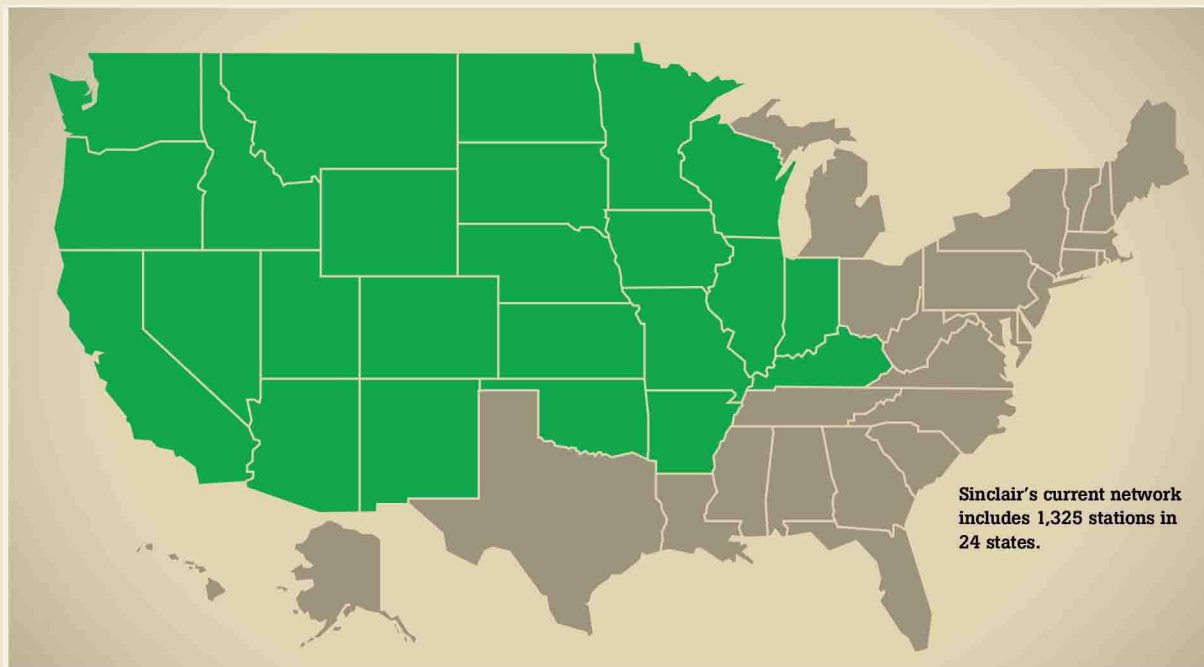 Sinclair’s current network
includes 1,325 stations in
24 states.